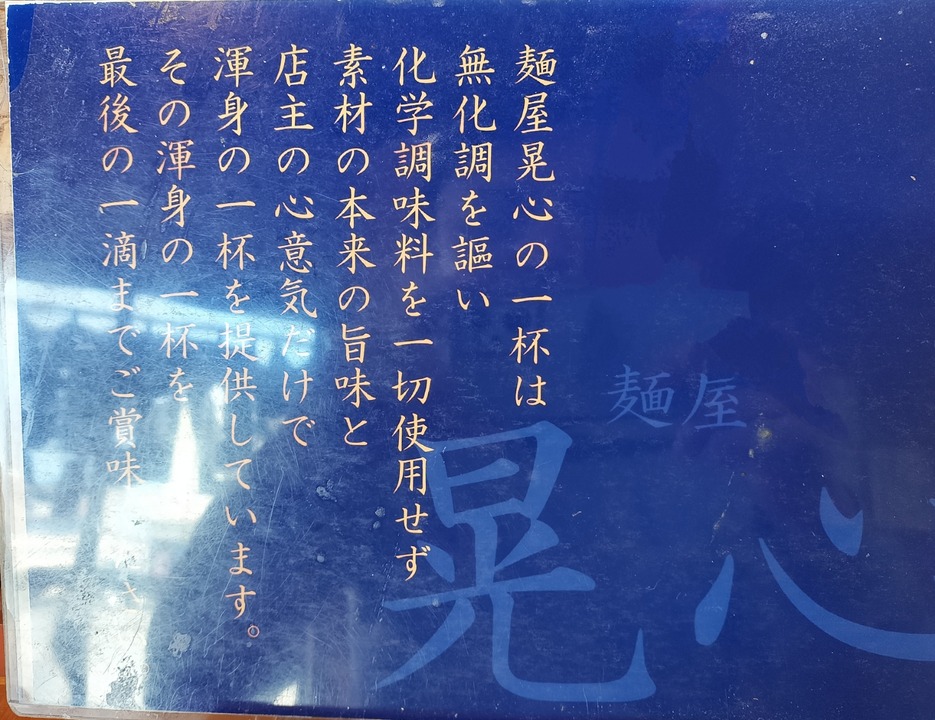 麺屋晃心の一杯は
無化調を謳い
化学調味料を一切使用せず
素材の本来の旨味と
店主の心意気だけで
渾身の一杯を提供しています。
その渾身の一杯を
最後の一滴までご賞味
麺屋
晃心